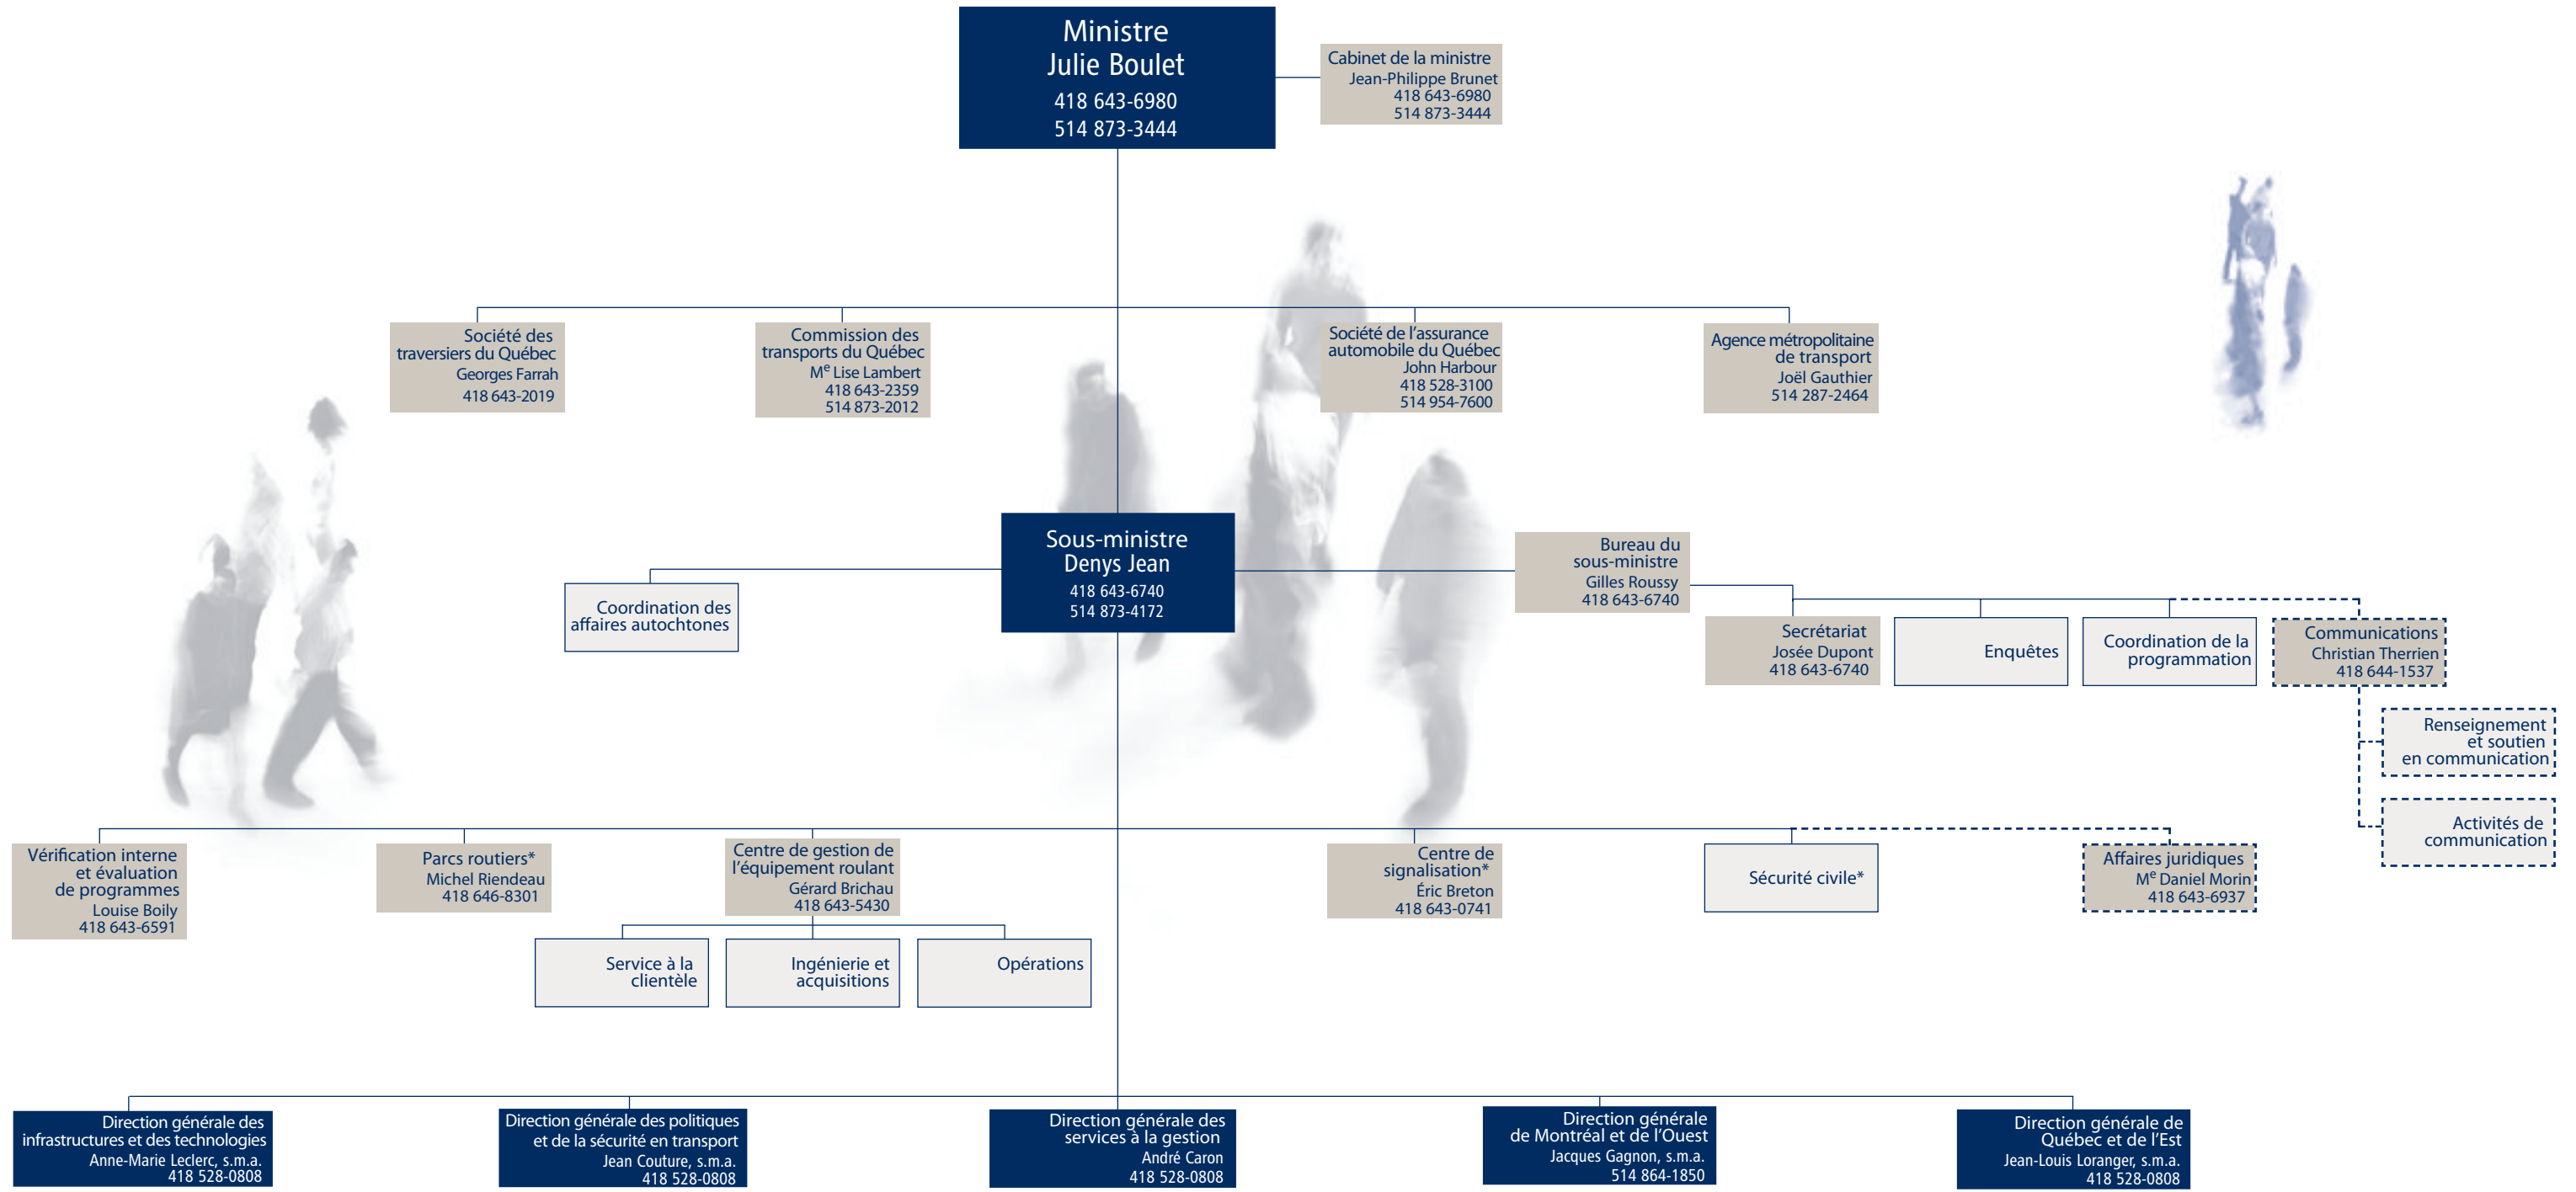 Ministre
Julie Boulet
418 643-6980
514 873-3444
Cabinet de la ministre
Jean-Philippe Brunet
418 643-6980
514 873-3444
Société des
traversiers du Québec
Georges Farrah
418 643-2019
Commission des
transports du Québec
Me Lise Lambert
418 643-2359
514 873-2012
Société de l'assurance
automobile du Québec
John Harbour
418 528-3100
514 954-7600
Agence métropolitaine
de transport
Joël Gauthier
514 287-2464
Sous-ministre
Denys Jean
418 643-6740
514 873-4172
Coordination des
affaires autochtones
Bureau du
sous-ministre
Gilles Roussy
418 643-6740
Secrétariat
Josée Dupont
418 643-6740
Enquêtes
Coordination de la
programmation
Communications
Christian Therrien
418 644-1537
Renseignement
et soutien
en communication
Activités de
communication
Vérification interne
et évaluation
de programmes
Louise Boily
418 643-6591
Parcs routiers*
Michel Riendeau
418 646-8301
Centre de gestion de
l'équipement roulant
Gérard Brichau
418 643-5430
Service à la
clientèle
Ingénierie et
acquisitions
Opérations
Centre de
signalisation*
Éric Breton
418 643-0741
Sécurité civile*
Affaires juridiques
Me Daniel Morin
418 643-6937
Direction générale des
infrastructures et des technologies
Anne-Marie Leclerc, s.m.a.
418 528-0808
Direction générale des politiques
et de la sécurité en transport
Jean Couture, s.m.a.
418 528-0808
Direction générale des
services à la gestion
André Caron
418 528-0808
Direction générale
de Montréal et de l'Ouest
Jacques Gagnon, s.m.a.
514 864-1850
Direction générale de
Québec et de l'Est
Jean-Louis Loranger, s.m.a.
418 528-0808